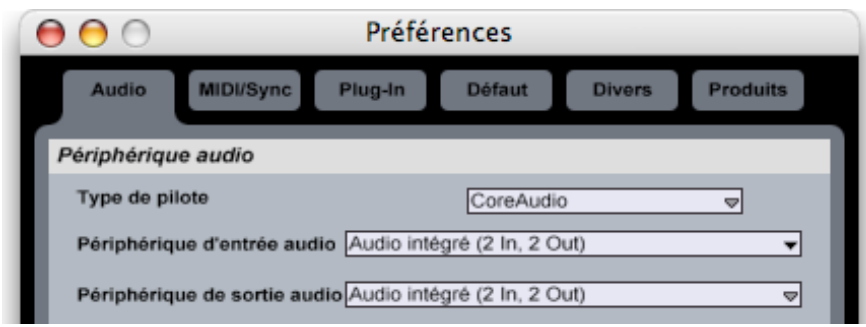 Préférences
Audio MIDI/Sync Plug-In Défaut Divers Produits
Périphérique audio
Type de pilote CoreAudio
Périphérique d'entrée audio Audio intégré (2 In, 2 Out)
Périphérique de sortie audio Audio intégré (2 In, 2 Out)